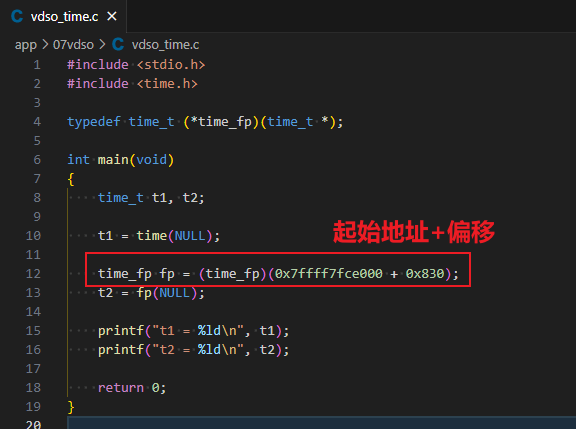 C vdso_time.c ×
app > 07vdso > C vdso_time.c
1 #include <stdio.h>
2 #include <time.h>
3
4 typedef time_t (*time_fp)(time_t *);
5
6 int main(void)
7 {
8 ····time_t t1, t2;
9
10 ····t1 = time(NULL);
起始地址+偏移
11
12 ····time_fp fp = (time_fp)(0x7ffff7fce000 + 0x830);
13 ····t2 = fp(NULL);
14
15 ····printf("t1 = %ld\n", t1);
16 ····printf("t2 = %ld\n", t2);
17
18 ····return 0;
19 }
20